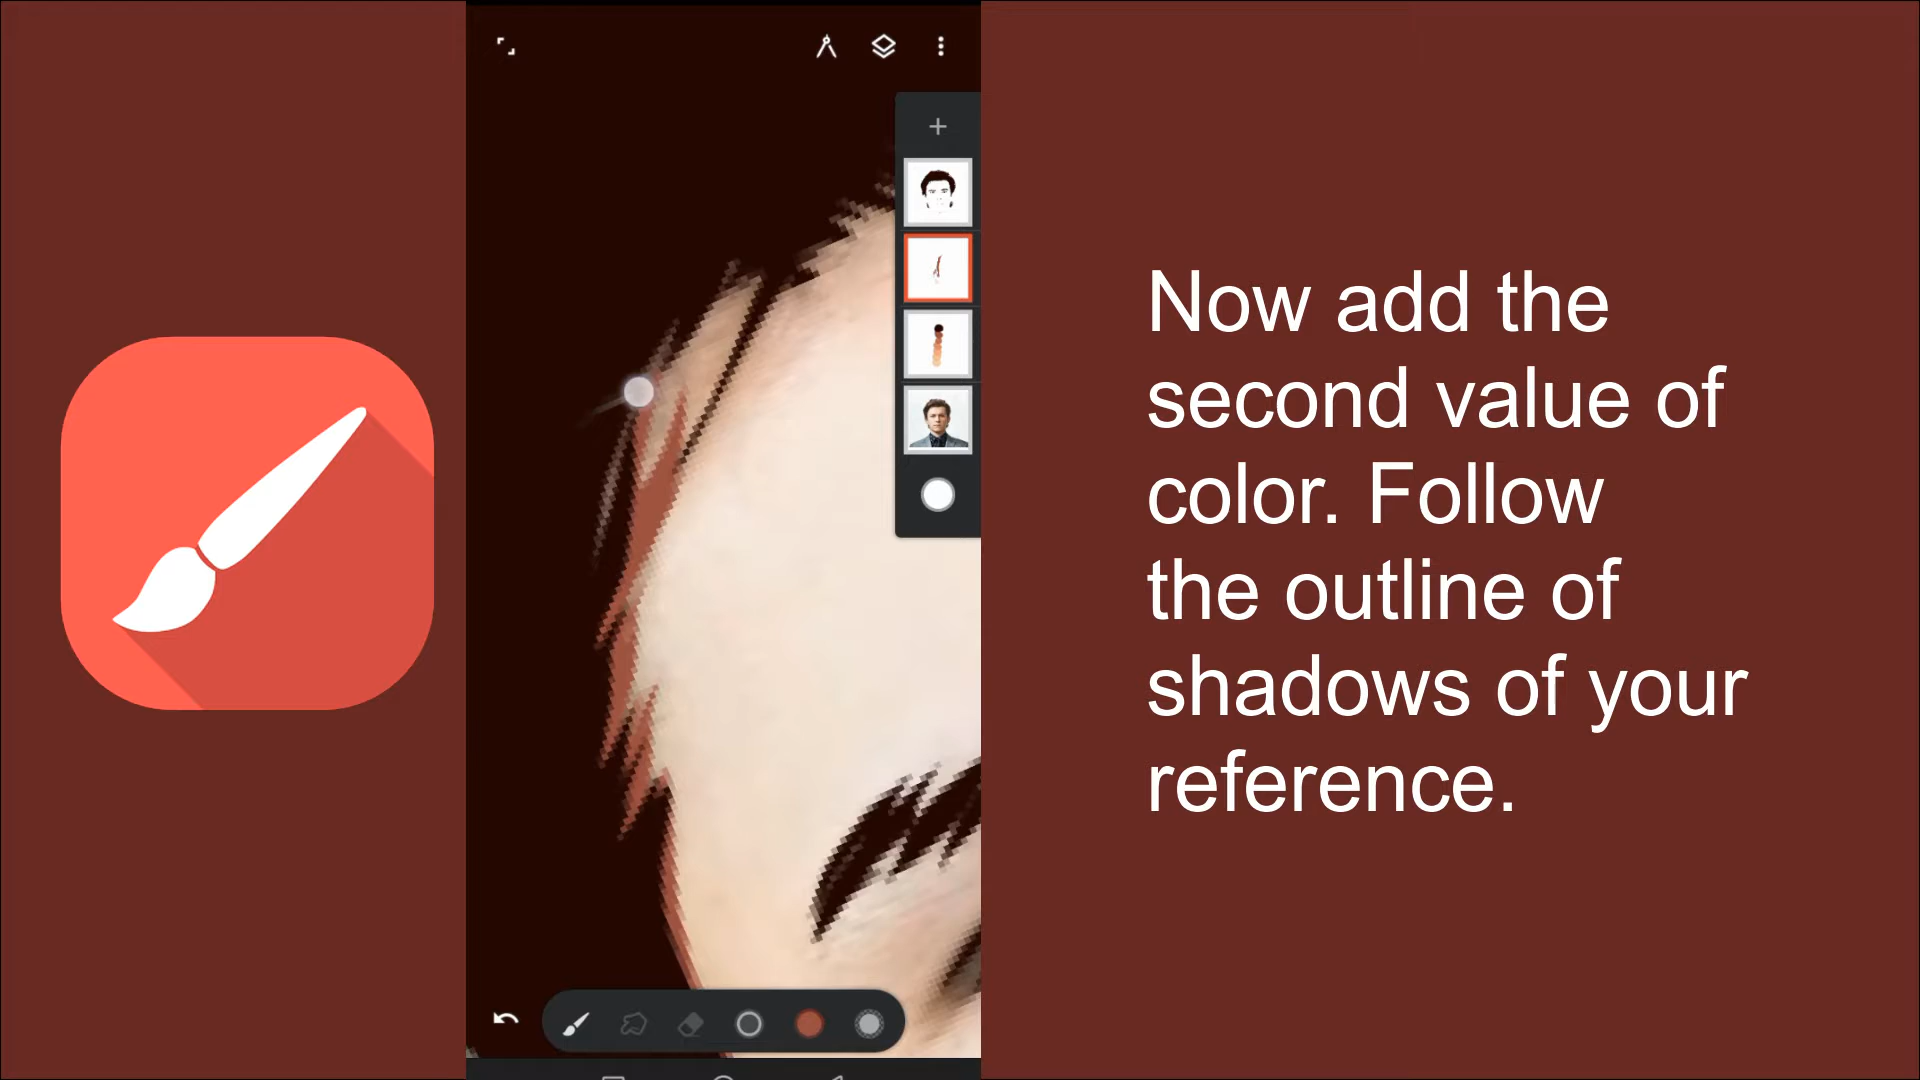 Now add the
second value of
color. Follow
the outline of
shadows of your
reference.